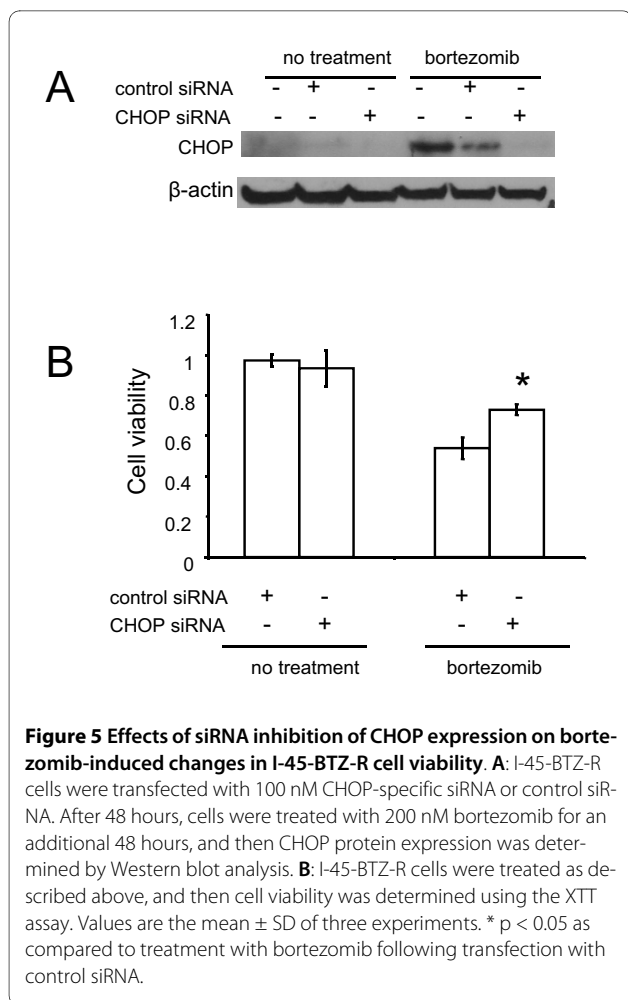 A
no treatment bortezomib
control siRNA - + - - + -
CHOP siRNA - - + - - +
CHOP
β-actin
B
Cell viability
1.2
1
0.8
0.6
0.4
0.2
0
*
control siRNA + - + -
CHOP siRNA - + - +
no treatment bortezomib
Figure 5 Effects of siRNA inhibition of CHOP expression on borte-
zomib-induced changes in I-45-BTZ-R cell viability. A: I-45-BTZ-R
cells were transfected with 100 nM CHOP-specific siRNA or control siR-
NA. After 48 hours, cells were treated with 200 nM bortezomib for an
additional 48 hours, and then CHOP protein expression was deter-
mined by Western blot analysis. B: I-45-BTZ-R cells were treated as de-
scribed above, and then cell viability was determined using the XTT
assay. Values are the mean ± SD of three experiments. * p < 0.05 as
compared to treatment with bortezomib following transfection with
control siRNA.